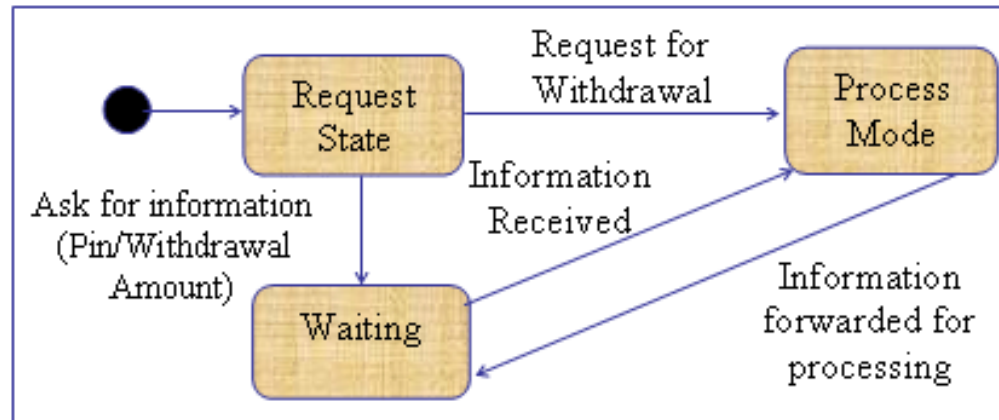 Request for
Withdrawal
Request
State
Process
Mode
Information
Received
Ask for information
(Pin/Withdrawal
Amount)
Waiting
Information
forwarded for
processing